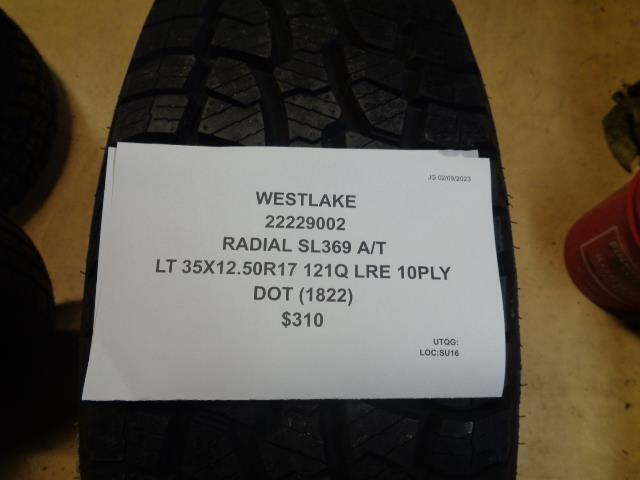 JG 02/09/2023
WESTLAKE
22229002
RADIAL SL369 A/T
LT 35X12.50R17 121Q LRE 10PLY
DOT (1822)
$310
UTQG:
LOC:SU16